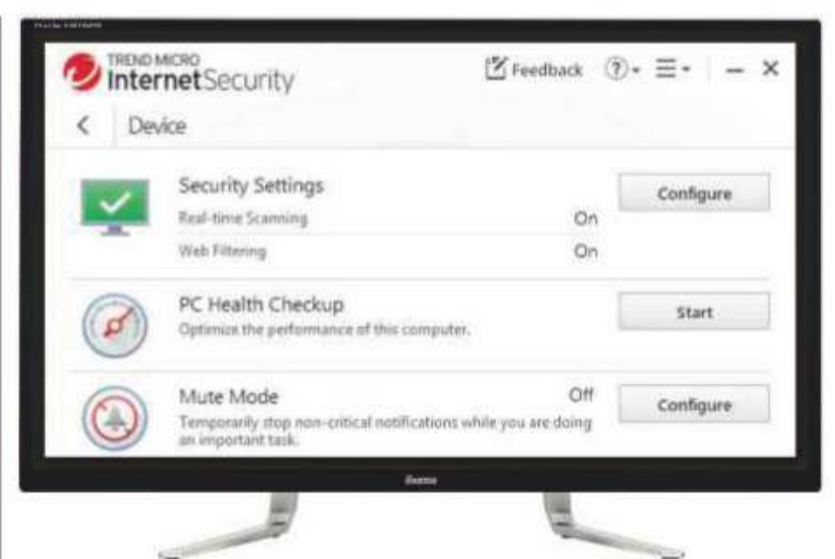 TREND MICRO
InternetSecurity
Feedback
?
Device
Security Settings
Configure
Real-time Scanning On
Web Filtering On
PC Health Checkup
Start
Optimize the performance of this computer.
Mute Mode Off
Configure
Temporarily stop non-critical notifications while you are doing
an important task.
iiyama